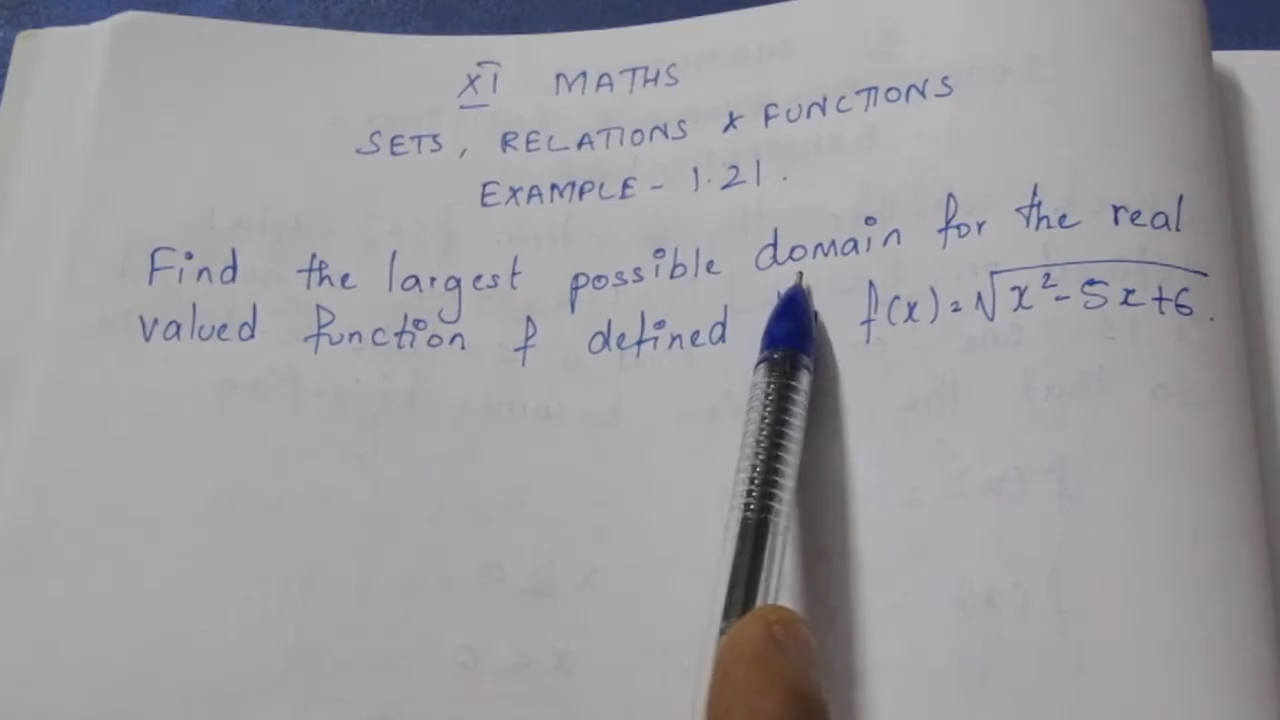 XI MATHS
SETS, RELATIONS & FUNCTIONS
EXAMPLE - 1.21.
Find the largest possible domain for the real
valued function f defined f(x) = √x²-5x+6.